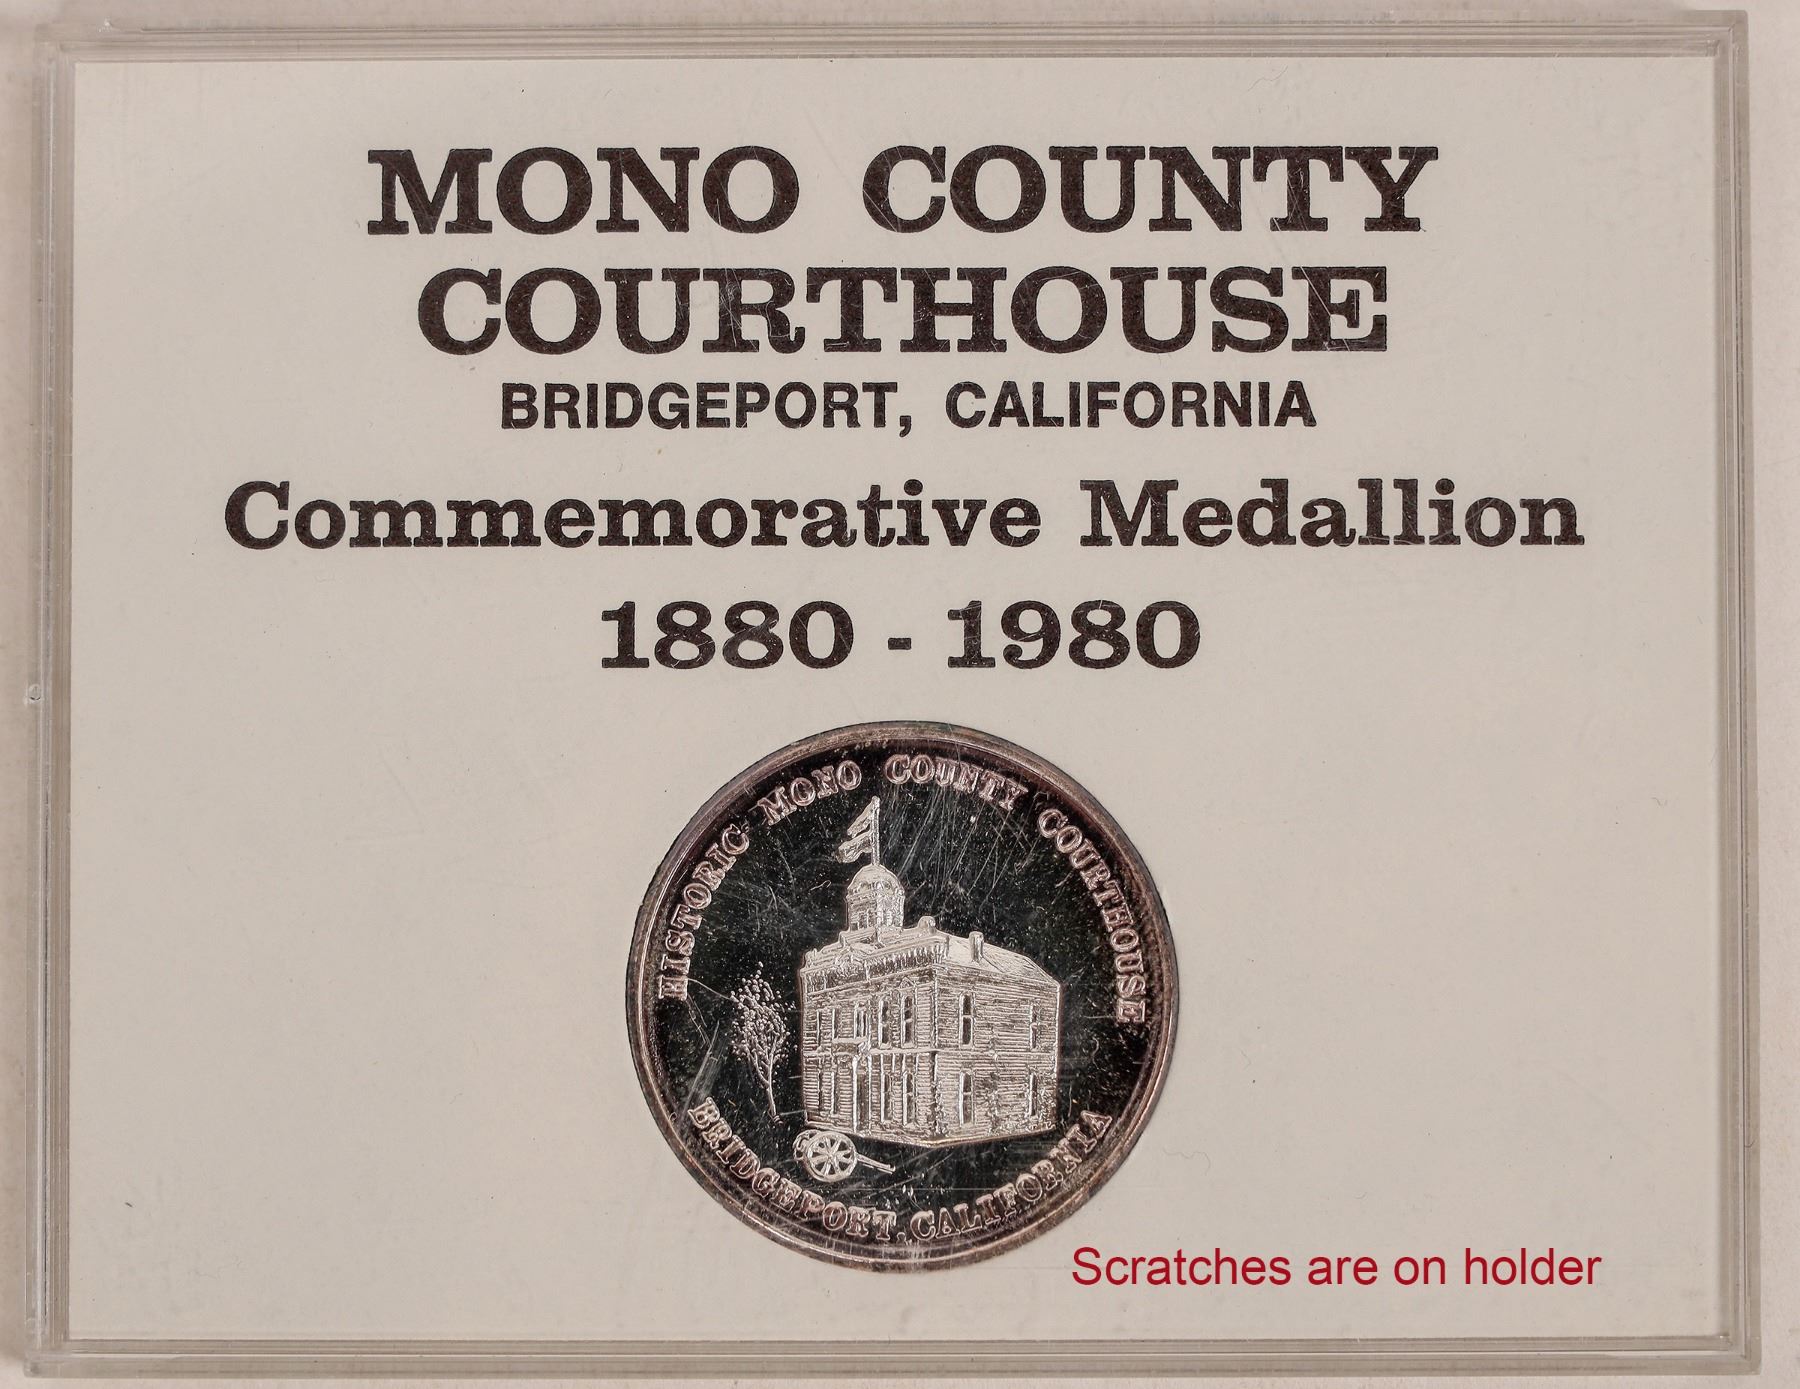 MONO COUNTY
COURTHOUSE
BRIDGEPORT, CALIFORNIA
Commemorative Medallion
1880 - 1980
HISTORIC MONO COUNTY COURTHOUSE
BRIDGEPORT, CALIFORNIA
Scratches are on holder